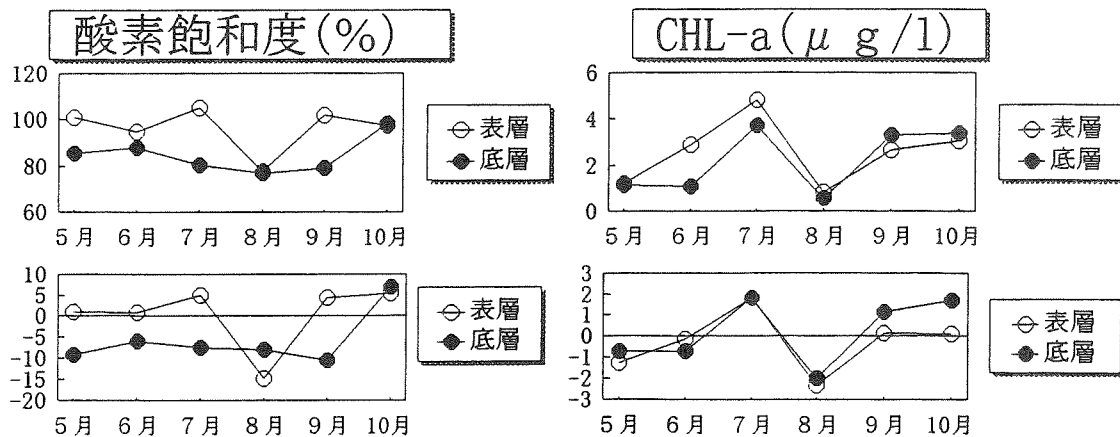 酸素飽和度(%)
120
100
80
60
5月 6月 7月 8月 9月 10月
表層
底層
CHL-a(μ g/l)
6
4
2
0
5月 6月 7月 8月 9月 10月
表層
底層
10
5
0
-5
-10
-15
-20
5月 6月 7月 8月 9月 10月
表層
底層
3
2
1
0
-1
-2
-3
5月 6月 7月 8月 9月 10月
表層
底層